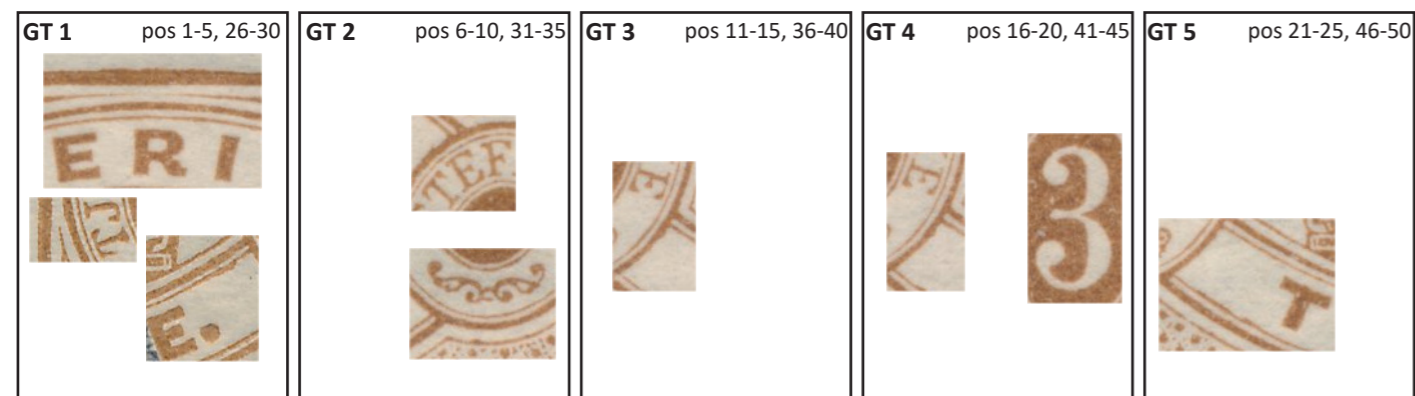 GT 1 pos 1-5, 26-30
ERI
E.
GT 2 pos 6-10, 31-35
TEF
GT 3 pos 11-15, 36-40
E
GT 4 pos 16-20, 41-45
E
3
GT 5 pos 21-25, 46-50
T